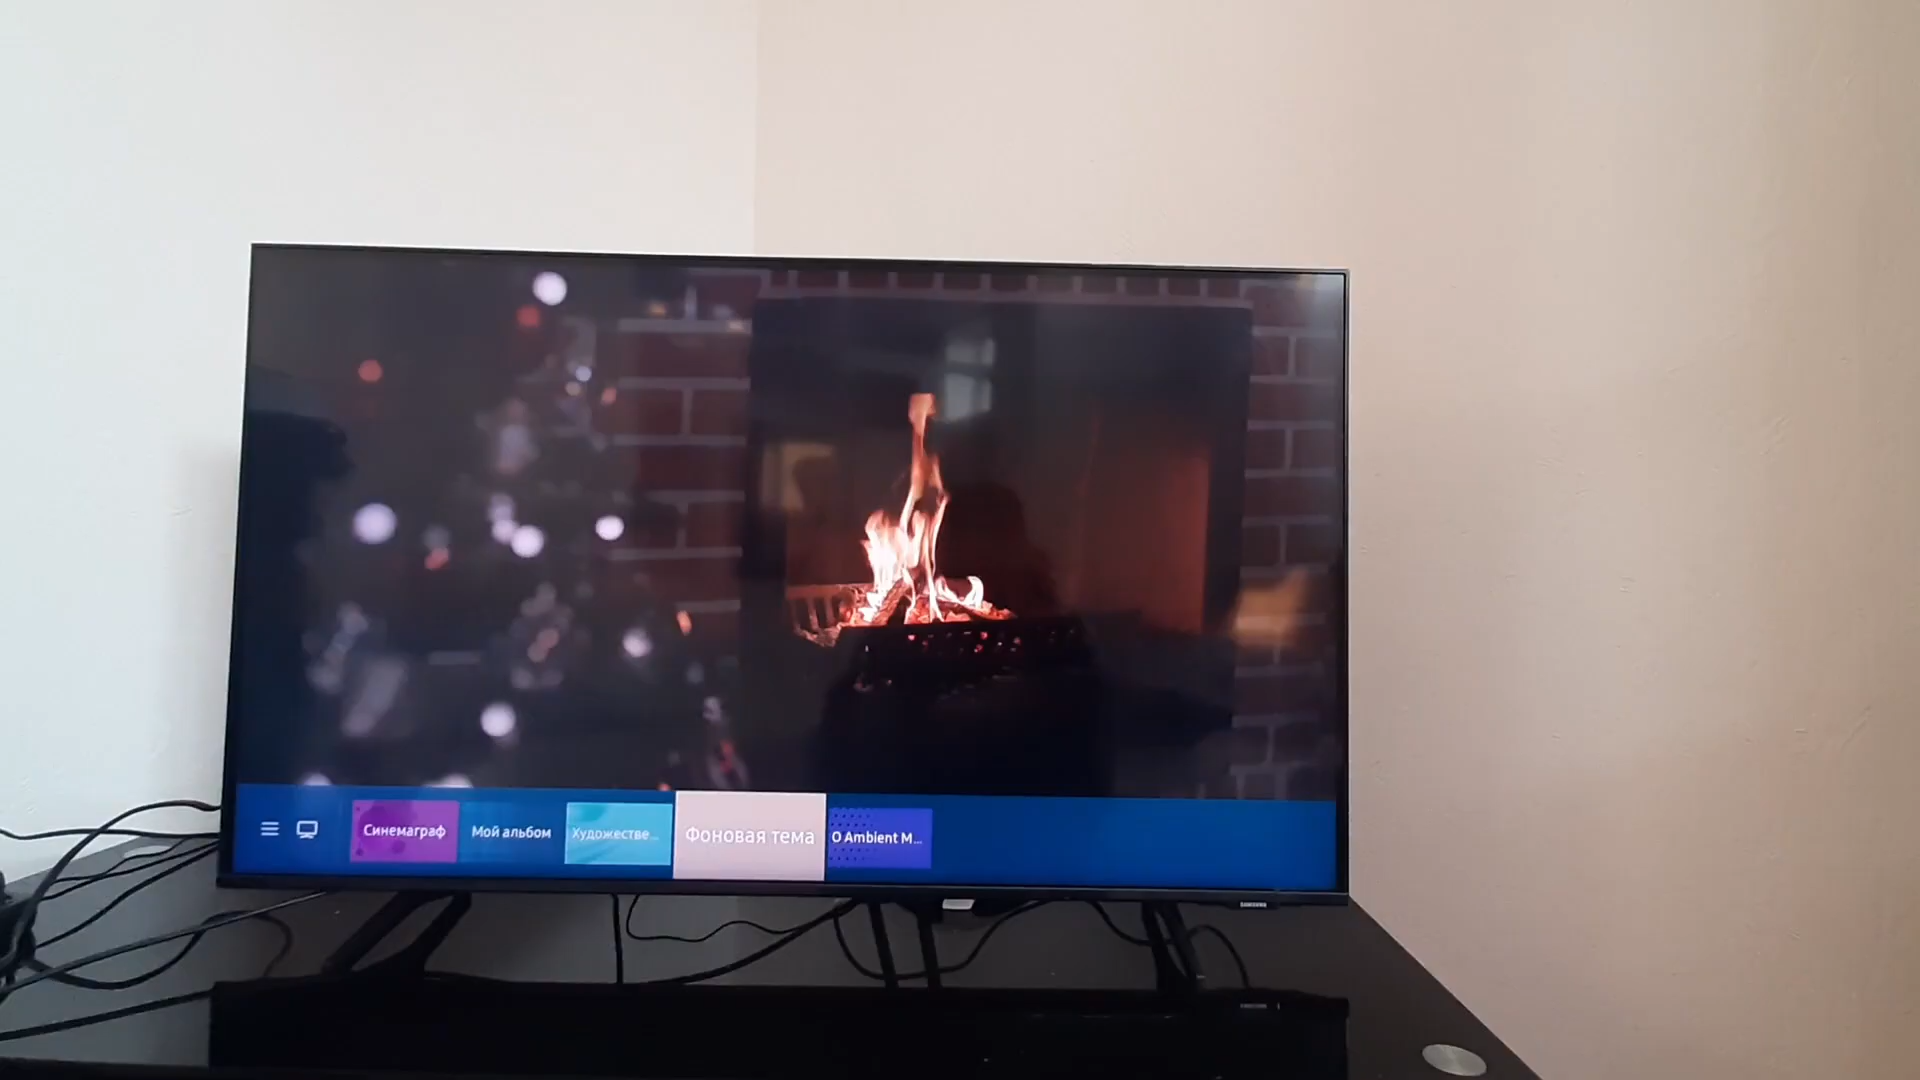 Синемаграф
Мой альбом
Художестве...
Фоновая тема
О Ambient M...
SAMSUNG